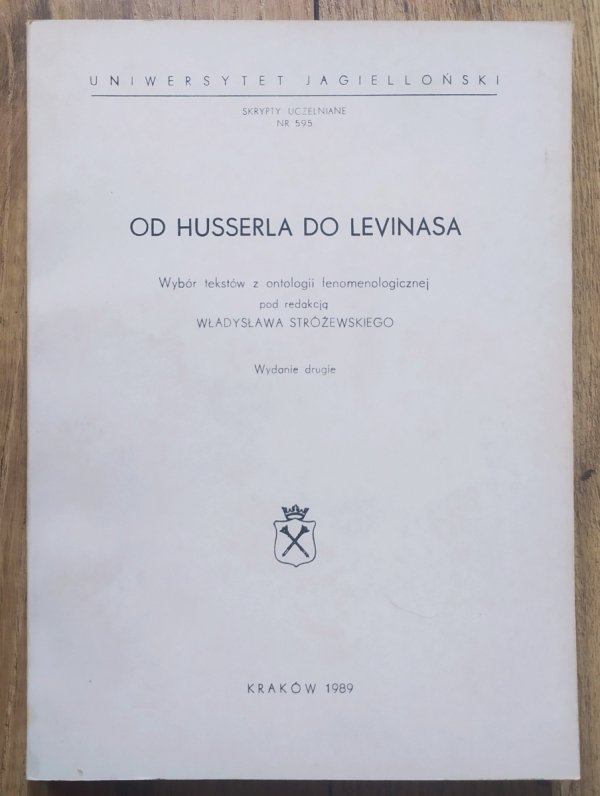 UNIWERSYTET JAGIELLOŃSKI
SKRYPTY UCZELNIANE
NR 595
OD HUSSERLA DO LEVINASA
Wybór tekstów z ontologii fenomenologicznej
pod redakcją
WŁADYSŁAWA STRÓŻEWSKIEGO
Wydanie drugie
KRAKÓW 1989